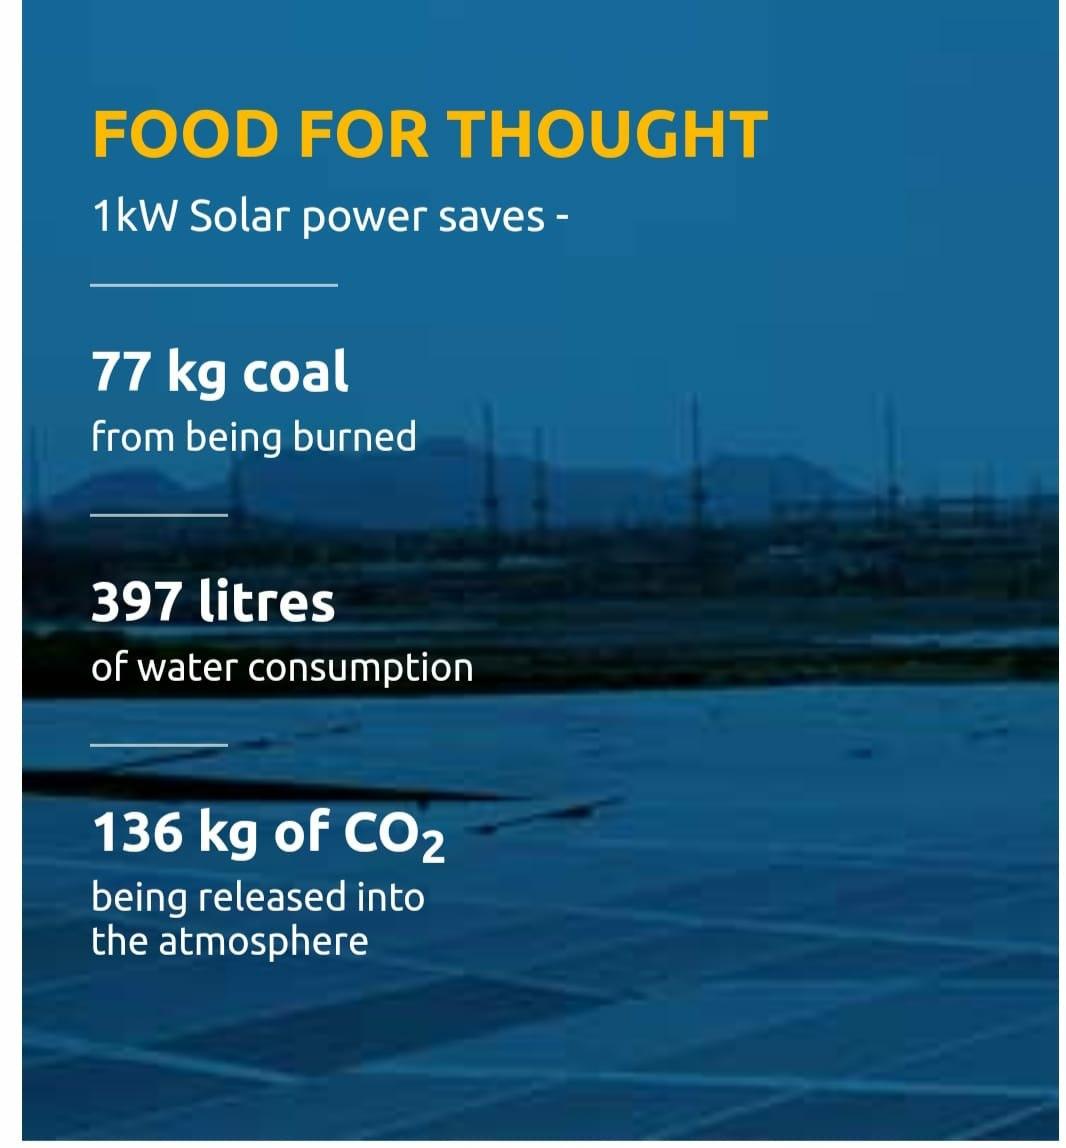 FOOD FOR THOUGHT
1kW Solar power saves -
77 kg coal
from being burned
397 litres
of water consumption
136 kg of CO₂
being released into
the atmosphere